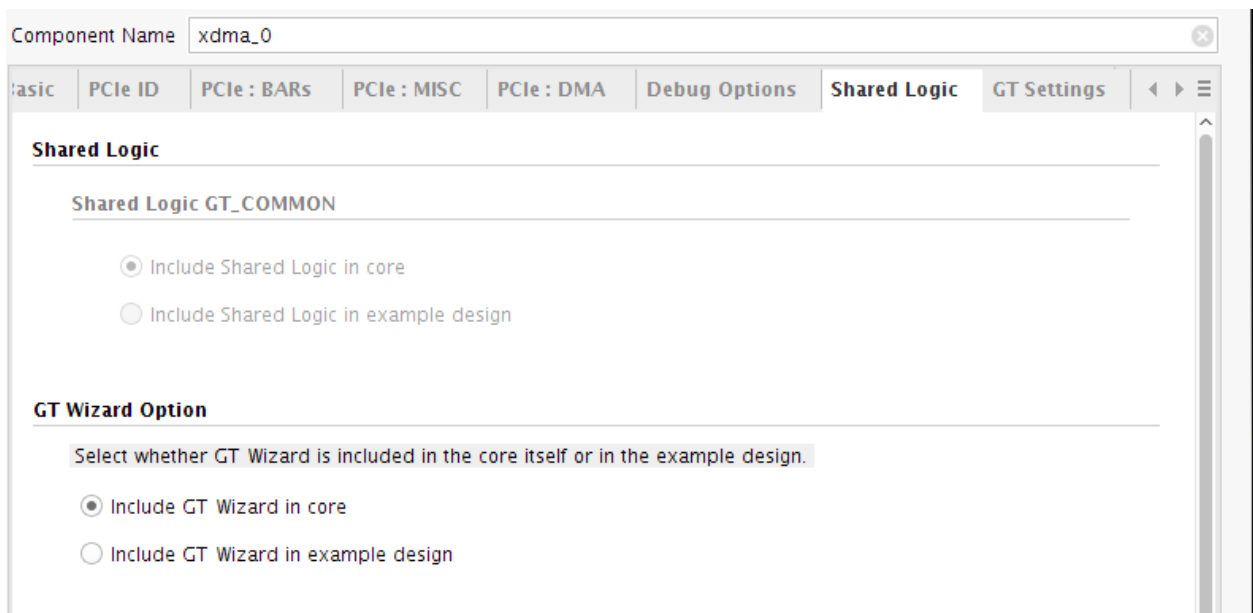 Component Name xdma_0
asic PCIe ID PCIe : BARs PCIe : MISC PCIe : DMA Debug Options Shared Logic GT Settings
Shared Logic
Shared Logic GT_COMMON
Include Shared Logic in core
Include Shared Logic in example design
GT Wizard Option
Select whether GT Wizard is included in the core itself or in the example design.
Include GT Wizard in core
Include GT Wizard in example design